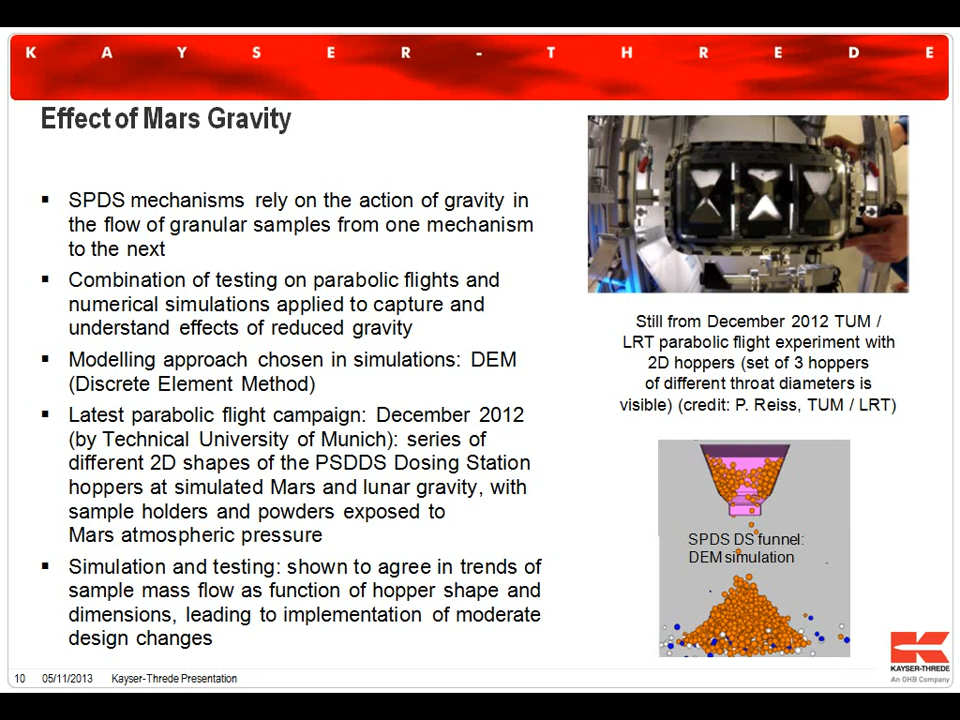 K A Y S E R - T H R E D E
Effect of Mars Gravity
▪ SPDS mechanisms rely on the action of gravity in
the flow of granular samples from one mechanism
to the next
▪ Combination of testing on parabolic flights and
numerical simulations applied to capture and
understand effects of reduced gravity
▪ Modelling approach chosen in simulations: DEM
(Discrete Element Method)
▪ Latest parabolic flight campaign: December 2012
(by Technical University of Munich): series of
different 2D shapes of the PSDDS Dosing Station
hoppers at simulated Mars and lunar gravity, with
sample holders and powders exposed to
Mars atmospheric pressure
▪ Simulation and testing: shown to agree in trends of
sample mass flow as function of hopper shape and
dimensions, leading to implementation of moderate
design changes
Still from December 2012 TUM /
LRT parabolic flight experiment with
2D hoppers (set of 3 hoppers
of different throat diameters is
visible) (credit: P. Reiss, TUM / LRT)
SPDS DS funnel:
DEM simulation
10 05/11/2013 Kayser-Threde Presentation
KAYSER-THREDE
An OHB Company